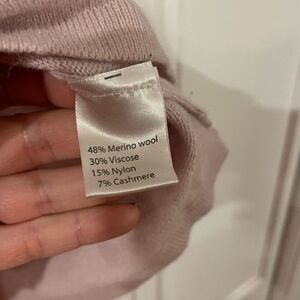 48% Merino wool
30% Viscose
15% Nylon
7% Cashmere